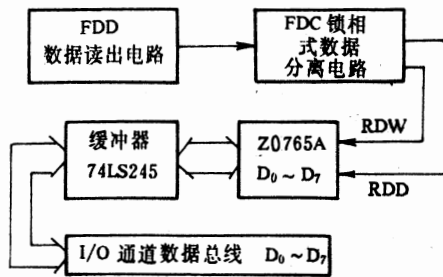 FDD
数据读出电路
FDC 锁相
式数据
分离电路
RDW
缓冲器
74LS245
Z0765A
D₀～D₇
RDD
I/O 通道数据总线 D₀～D₇